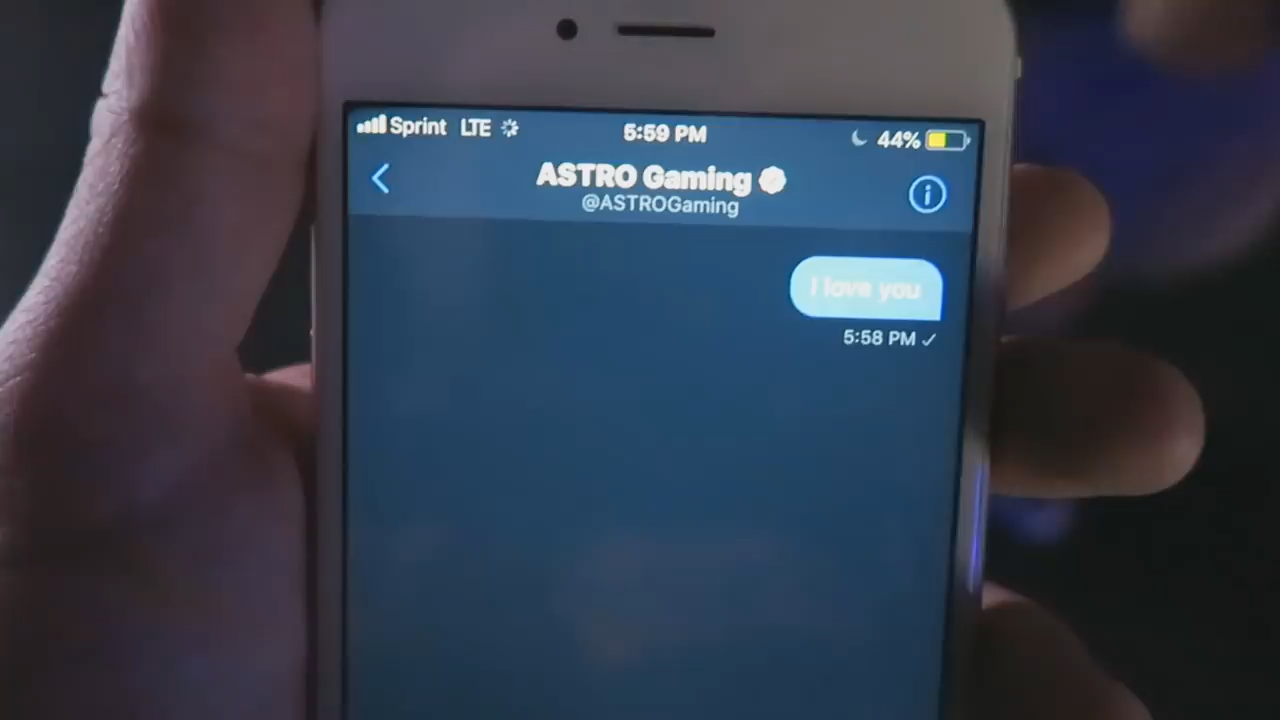 Sprint LTE 5:59 PM 44%
ASTRO Gaming
@ASTROGaming
I love you
5:58 PM ✓